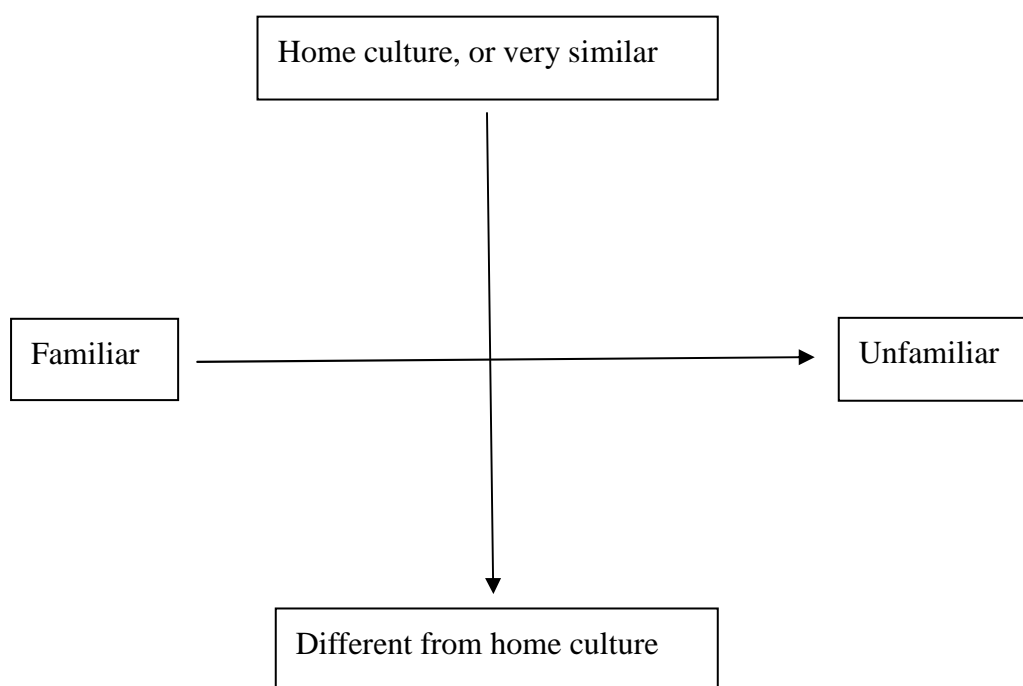 Home culture, or very similar
Familiar
Unfamiliar
Different from home culture